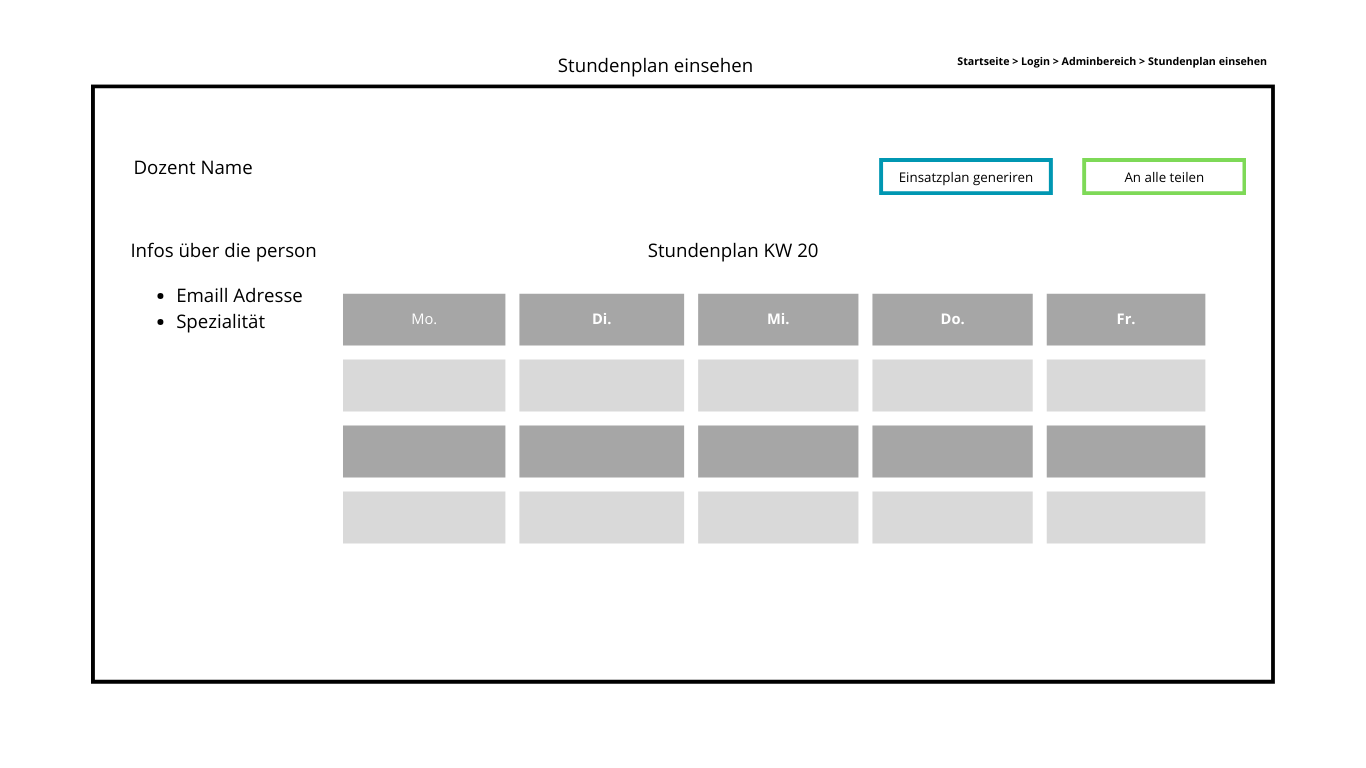 Stundenplan einsehen
Startseite > Login > Adminbereich > Stundenplan einsehen
Dozent Name
Einsatzplan generiren
An alle teilen
Infos über die person
Stundenplan KW 20
• Emaill Adresse
• Spezialität
Mo.
Di.
Mi.
Do.
Fr.